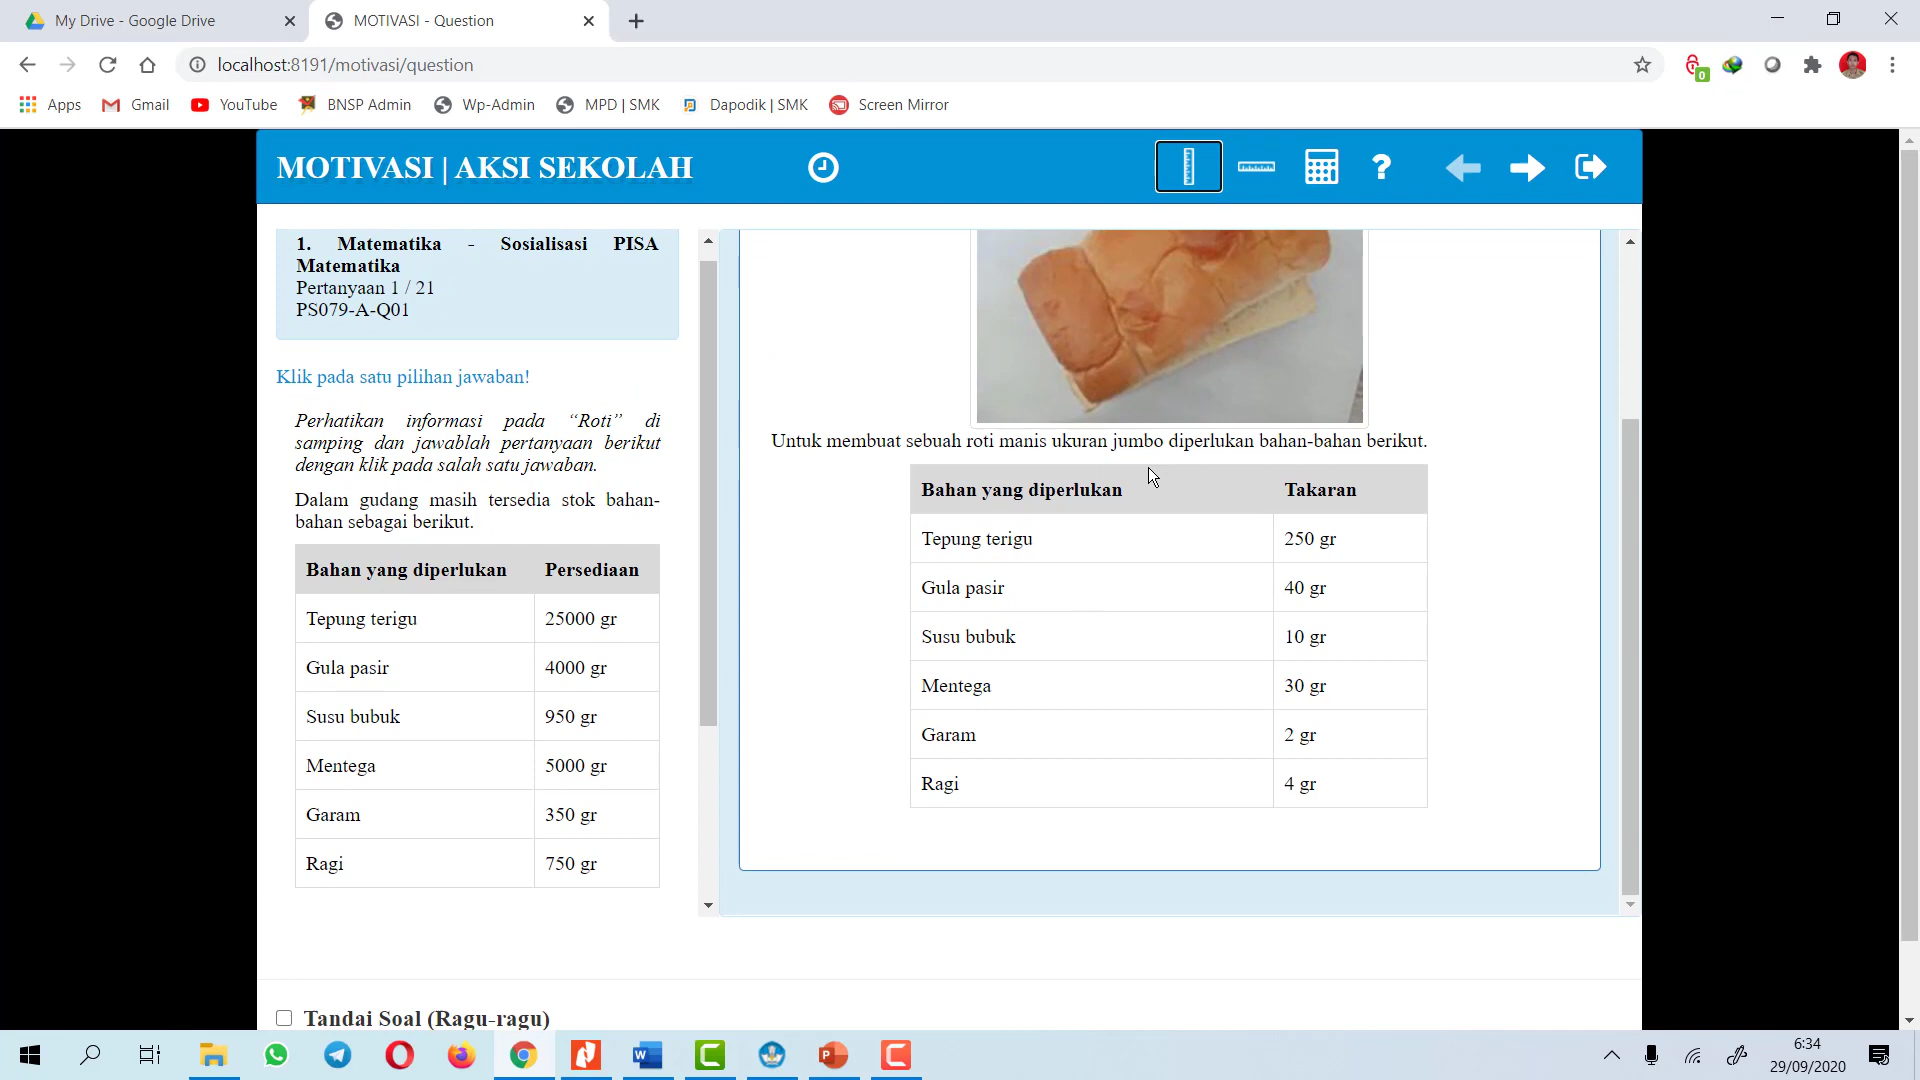 My Drive - Google Drive
MOTIVASI - Question
localhost:8191/motivasi/question
0
Apps
Gmail
YouTube
BNSP Admin
Wp-Admin
MPD | SMK
Dapodik | SMK
Screen Mirror
MOTIVASI | AKSI SEKOLAH
?
1. Matematika - Sosialisasi PISA
Matematika
Pertanyaan 1 / 21
PS079-A-Q01
Klik pada satu pilihan jawaban!
Perhatikan informasi pada “Roti” di
samping dan jawablah pertanyaan berikut
dengan klik pada salah satu jawaban.
Dalam gudang masih tersedia stok bahan-
bahan sebagai berikut.
Bahan yang diperlukan Persediaan
Tepung terigu 25000 gr
Gula pasir 4000 gr
Susu bubuk 950 gr
Mentega 5000 gr
Garam 350 gr
Ragi 750 gr
Untuk membuat sebuah roti manis ukuran jumbo diperlukan bahan-bahan berikut.
Bahan yang diperlukan Takaran
Tepung terigu 250 gr
Gula pasir 40 gr
Susu bubuk 10 gr
Mentega 30 gr
Garam 2 gr
Ragi 4 gr
Tandai Soal (Ragu-ragu)
6:34
29/09/2020